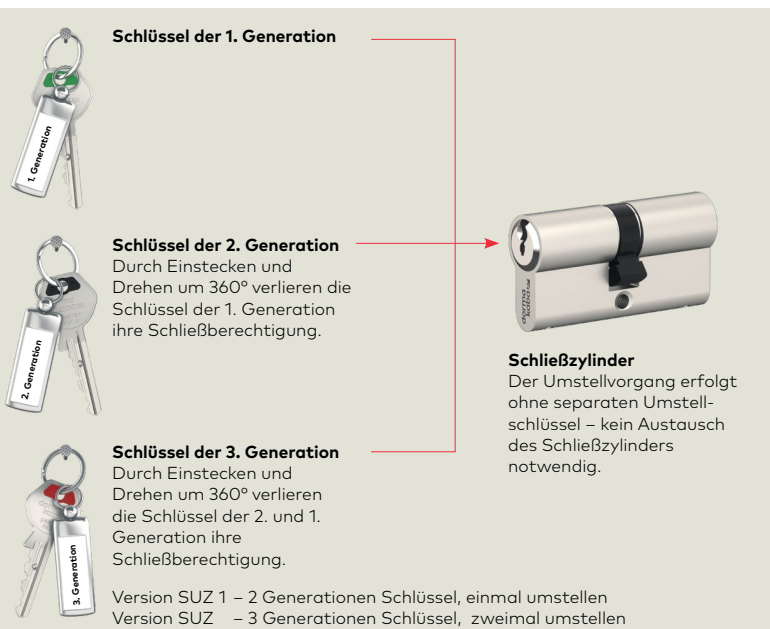 Schlüssel der 1. Generation
1. Generation
Schlüssel der 2. Generation
Durch Einstecken und
Drehen um 360° verlieren die
Schlüssel der 1. Generation
ihre Schließberechtigung.
2. Generation
dorma
kaba
Schließzylinder
Der Umstellvorgang erfolgt
ohne separaten Umstell-
schlüssel – kein Austausch
des Schließzylinders
notwendig.
Schlüssel der 3. Generation
Durch Einstecken und
Drehen um 360° verlieren
die Schlüssel der 2. und 1.
Generation ihre
Schließberechtigung.
3. Generation
Version SUZ 1 – 2 Generationen Schlüssel, einmal umstellen
Version SUZ – 3 Generationen Schlüssel, zweimal umstellen